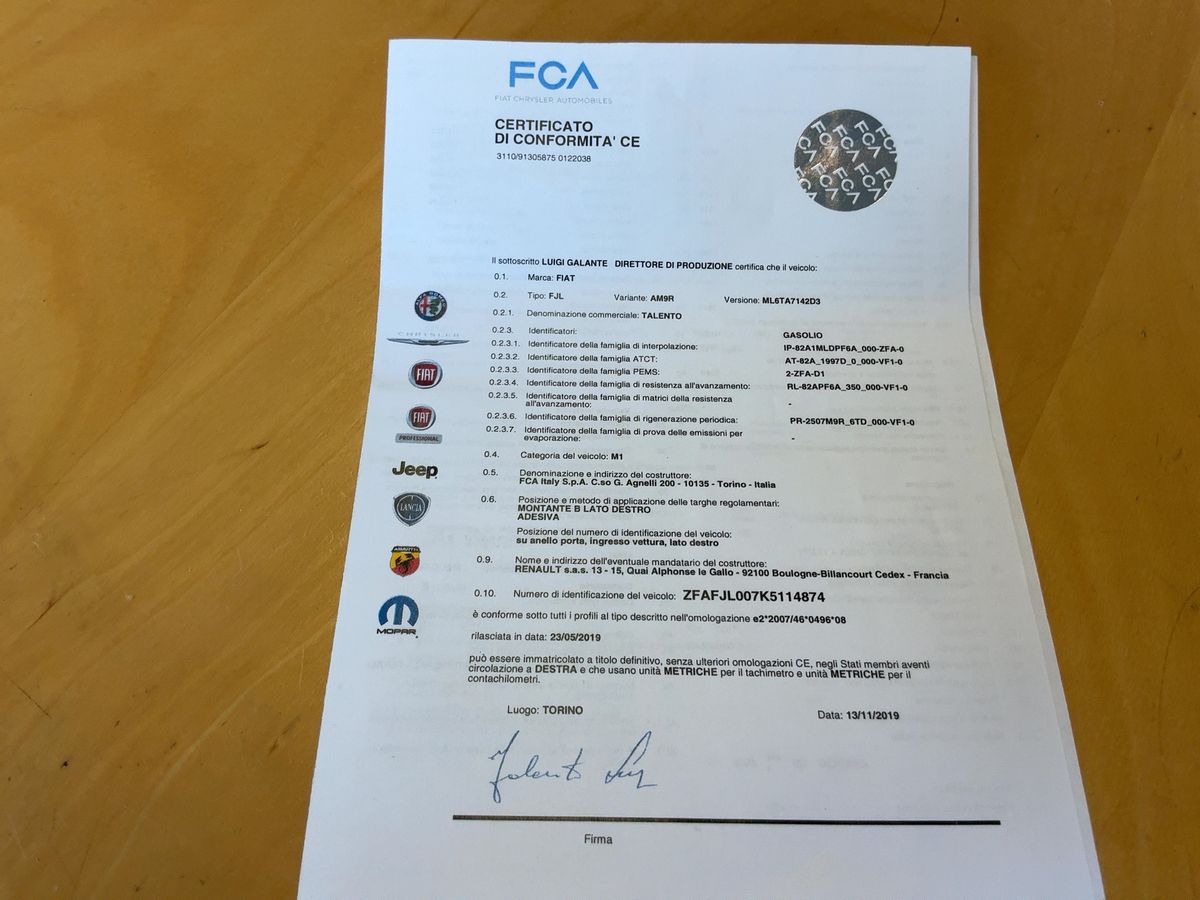 FCA
FIAT CHRYSLER AUTOMOBILES
CERTIFICATO
DI CONFORMITA' CE
3110/91305875 0122038
FCA FCA FCA FCA
Il sottoscritto LUIGI GALANTE DIRETTORE DI PRODUZIONE certifica che il veicolo:
0.1. Marca: FIAT
0.2. Tipo: FJL Variante: AM9R Versione: ML6TA7142D3
0.2.1. Denominazione commerciale: TALENTO
0.2.3. Identificatori: GASOLIO
0.2.3.1. Identificatore della famiglia di interpolazione: IP-82A1MLDPF6A_000-ZFA-0
0.2.3.2. Identificatore della famiglia ATCT: AT-82A_1997D_0_000-VF1-0
0.2.3.3. Identificatore della famiglia PEMS: 2-ZFA-D1
0.2.3.4. Identificatore della famiglia di resistenza all'avanzamento: RL-82APF6A_350_000-VF1-0
0.2.3.5. Identificatore della famiglia di matrici della resistenza
all'avanzamento: -
0.2.3.6. Identificatore della famiglia di rigenerazione periodica: PR-2507M9R_6TD_000-VF1-0
0.2.3.7. Identificatore della famiglia di prova delle emissioni per
evaporazione: -
0.4. Categoria del veicolo: M1
0.5. Denominazione e indirizzo del costruttore:
FCA Italy S.p.A. C.so G. Agnelli 200 - 10135 - Torino - Italia
0.6. Posizione e metodo di applicazione delle targhe regolamentari:
MONTANTE B LATO DESTRO
ADESIVA
Posizione del numero di identificazione del veicolo:
su anello porta, ingresso vettura, lato destro
0.9. Nome e indirizzo dell'eventuale mandatario del costruttore:
RENAULT s.a.s. 13 - 15, Quai Alphonse le Gallo - 92100 Boulogne-Billancourt Cedex - Francia
0.10. Numero di identificazione del veicolo: ZFAFJL007K5114874
è conforme sotto tutti i profili al tipo descritto nell'omologazione e2*2007/46*0496*08
rilasciata in data: 23/05/2019
può essere immatricolato a titolo definitivo, senza ulteriori omologazioni CE, negli Stati membri aventi
circolazione a DESTRA e che usano unità METRICHE per il tachimetro e unità METRICHE per il
contachilometri.
Luogo: TORINO Data: 13/11/2019
Firma
CHRYSLER
FIAT
FIAT
PROFESSIONAL
Jeep
LANCIA
ABARTH
MOPAR